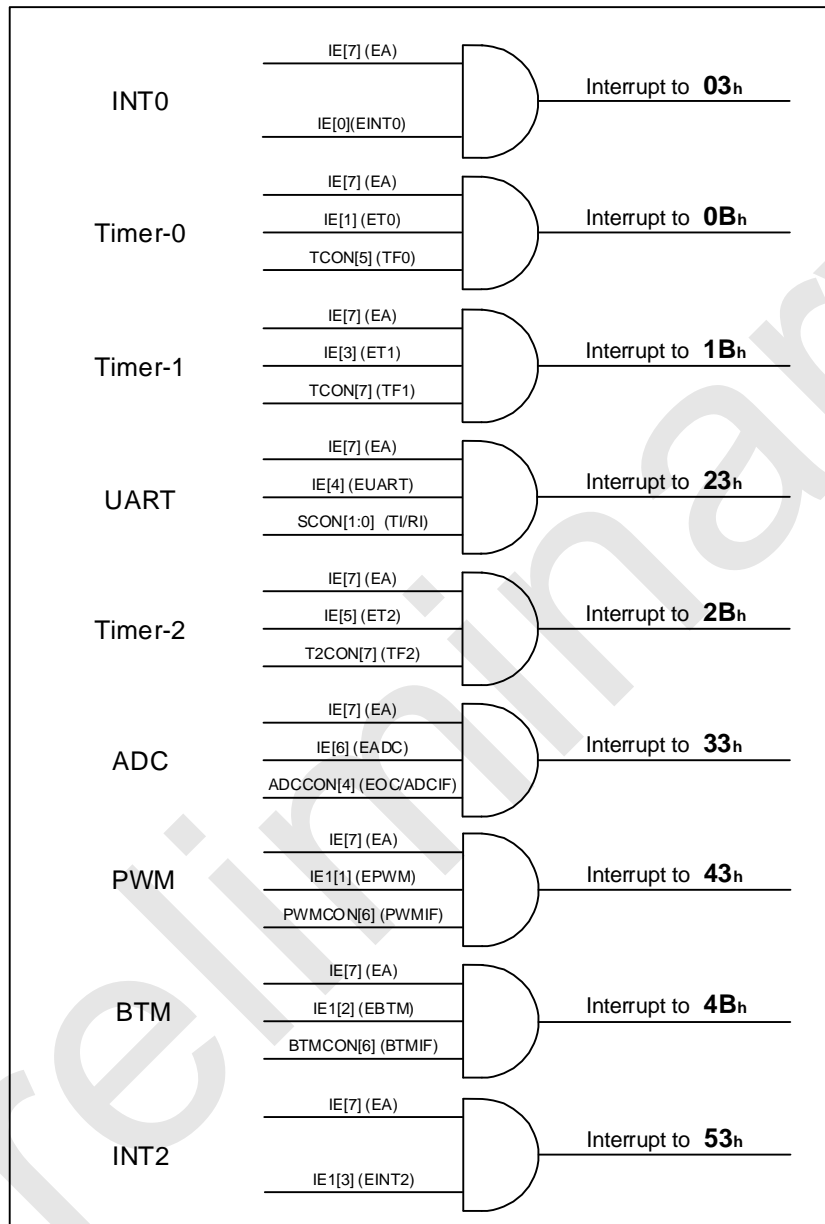 IE[7] (EA)
INT0
Interrupt to 03h
IE[0](EINT0)
IE[7] (EA)
Timer-0
IE[1] (ET0)
Interrupt to 0Bh
TCON[5] (TF0)
IE[7] (EA)
Timer-1
IE[3] (ET1)
Interrupt to 1Bh
TCON[7] (TF1)
IE[7] (EA)
UART
IE[4] (EUART)
Interrupt to 23h
SCON[1:0] (TI/RI)
IE[7] (EA)
Timer-2
IE[5] (ET2)
Interrupt to 2Bh
T2CON[7] (TF2)
IE[7] (EA)
ADC
IE[6] (EADC)
Interrupt to 33h
ADCCON[4] (EOC/ADCIF)
IE[7] (EA)
PWM
IE1[1] (EPWM)
Interrupt to 43h
PWMCON[6] (PWMIF)
IE[7] (EA)
BTM
IE1[2] (EBTM)
Interrupt to 4Bh
BTMCON[6] (BTMIF)
IE[7] (EA)
INT2
Interrupt to 53h
IE1[3] (EINT2)
reliminar